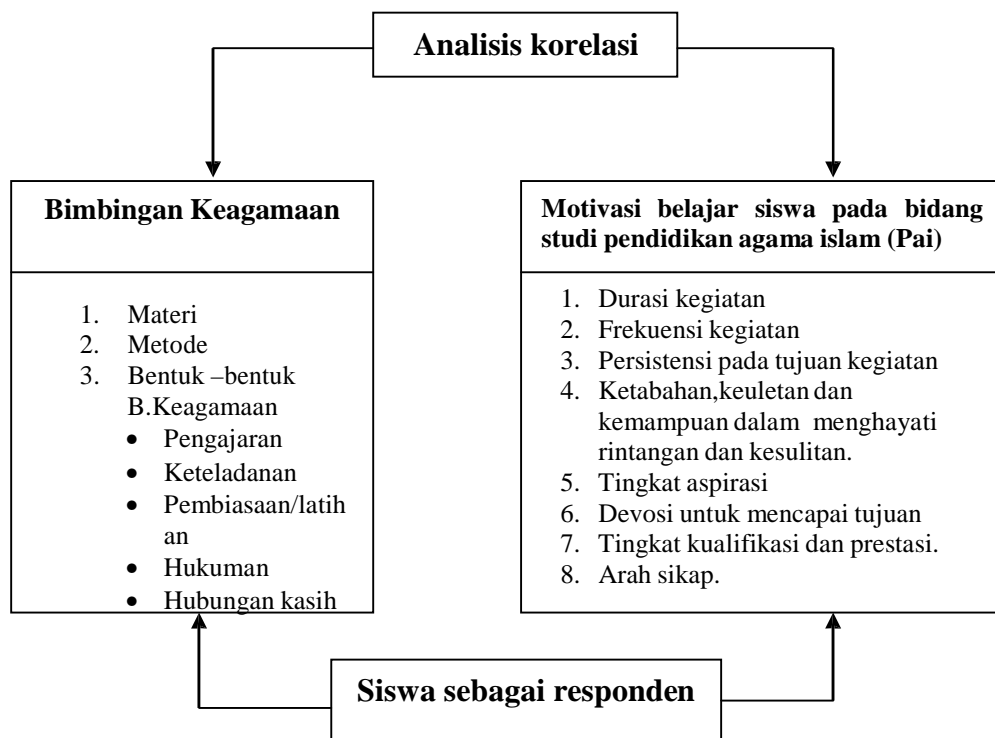 Analisis korelasi
Bimbingan Keagamaan
1. Materi
2. Metode
3. Bentuk –bentuk
B.Keagamaan
• Pengajaran
• Keteladanan
• Pembiasaan/latih
an
• Hukuman
• Hubungan kasih
Motivasi belajar siswa pada bidang
studi pendidikan agama islam (Pai)
1. Durasi kegiatan
2. Frekuensi kegiatan
3. Persistensi pada tujuan kegiatan
4. Ketabahan,keuletan dan
kemampuan dalam menghayati
rintangan dan kesulitan.
5. Tingkat aspirasi
6. Devosi untuk mencapai tujuan
7. Tingkat kualifikasi dan prestasi.
8. Arah sikap.
Siswa sebagai responden